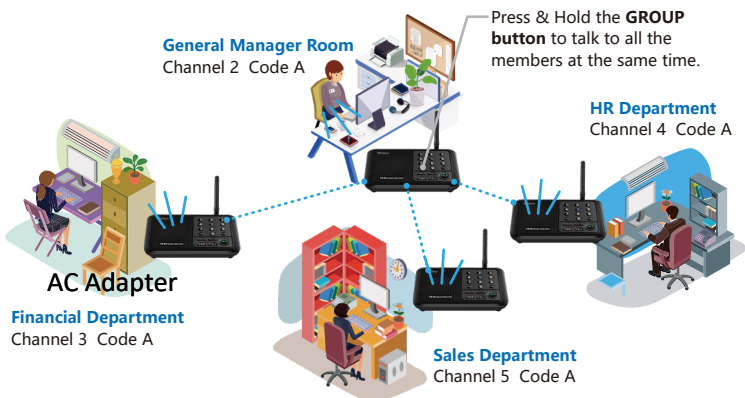 Press & Hold the GROUP
button to talk to all the
members at the same time.
General Manager Room
Channel 2 Code A
HR Department
Channel 4 Code A
AC Adapter
Financial Department
Channel 3 Code A
Sales Department
Channel 5 Code A